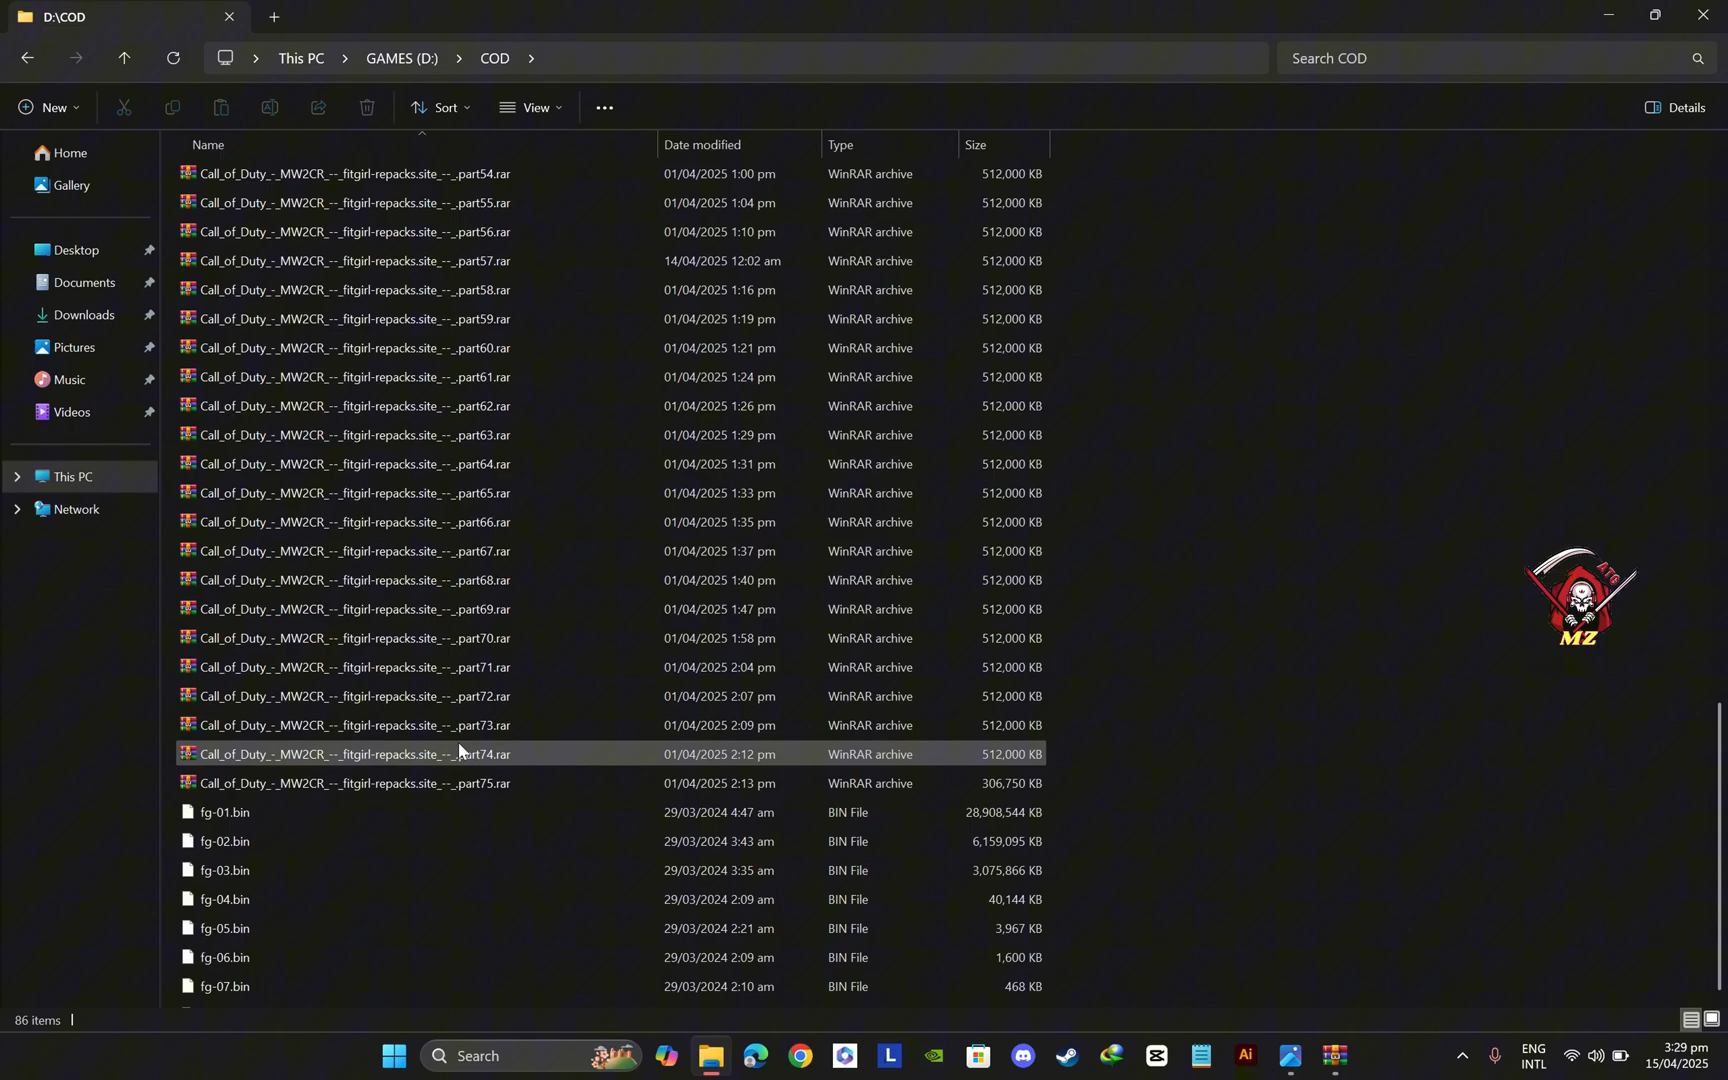 D:\COD
This PC > GAMES (D:) > COD >
Search COD
New
Sort
View
Details
Name Date modified Type Size
Home
Gallery
Desktop
Documents
Downloads
Pictures
Music
Videos
This PC
Network
Call_of_Duty_-_MW2CR_--_fitgirl-repacks.site_--_.part54.rar 01/04/2025 1:00 pm WinRAR archive 512,000 KB
Call_of_Duty_-_MW2CR_--_fitgirl-repacks.site_--_.part55.rar 01/04/2025 1:04 pm WinRAR archive 512,000 KB
Call_of_Duty_-_MW2CR_--_fitgirl-repacks.site_--_.part56.rar 01/04/2025 1:10 pm WinRAR archive 512,000 KB
Call_of_Duty_-_MW2CR_--_fitgirl-repacks.site_--_.part57.rar 14/04/2025 12:02 am WinRAR archive 512,000 KB
Call_of_Duty_-_MW2CR_--_fitgirl-repacks.site_--_.part58.rar 01/04/2025 1:16 pm WinRAR archive 512,000 KB
Call_of_Duty_-_MW2CR_--_fitgirl-repacks.site_--_.part59.rar 01/04/2025 1:19 pm WinRAR archive 512,000 KB
Call_of_Duty_-_MW2CR_--_fitgirl-repacks.site_--_.part60.rar 01/04/2025 1:21 pm WinRAR archive 512,000 KB
Call_of_Duty_-_MW2CR_--_fitgirl-repacks.site_--_.part61.rar 01/04/2025 1:24 pm WinRAR archive 512,000 KB
Call_of_Duty_-_MW2CR_--_fitgirl-repacks.site_--_.part62.rar 01/04/2025 1:26 pm WinRAR archive 512,000 KB
Call_of_Duty_-_MW2CR_--_fitgirl-repacks.site_--_.part63.rar 01/04/2025 1:29 pm WinRAR archive 512,000 KB
Call_of_Duty_-_MW2CR_--_fitgirl-repacks.site_--_.part64.rar 01/04/2025 1:31 pm WinRAR archive 512,000 KB
Call_of_Duty_-_MW2CR_--_fitgirl-repacks.site_--_.part65.rar 01/04/2025 1:33 pm WinRAR archive 512,000 KB
Call_of_Duty_-_MW2CR_--_fitgirl-repacks.site_--_.part66.rar 01/04/2025 1:35 pm WinRAR archive 512,000 KB
Call_of_Duty_-_MW2CR_--_fitgirl-repacks.site_--_.part67.rar 01/04/2025 1:37 pm WinRAR archive 512,000 KB
Call_of_Duty_-_MW2CR_--_fitgirl-repacks.site_--_.part68.rar 01/04/2025 1:40 pm WinRAR archive 512,000 KB
Call_of_Duty_-_MW2CR_--_fitgirl-repacks.site_--_.part69.rar 01/04/2025 1:47 pm WinRAR archive 512,000 KB
Call_of_Duty_-_MW2CR_--_fitgirl-repacks.site_--_.part70.rar 01/04/2025 1:58 pm WinRAR archive 512,000 KB
Call_of_Duty_-_MW2CR_--_fitgirl-repacks.site_--_.part71.rar 01/04/2025 2:04 pm WinRAR archive 512,000 KB
Call_of_Duty_-_MW2CR_--_fitgirl-repacks.site_--_.part72.rar 01/04/2025 2:07 pm WinRAR archive 512,000 KB
Call_of_Duty_-_MW2CR_--_fitgirl-repacks.site_--_.part73.rar 01/04/2025 2:09 pm WinRAR archive 512,000 KB
Call_of_Duty_-_MW2CR_--_fitgirl-repacks.site_--_.part74.rar 01/04/2025 2:12 pm WinRAR archive 512,000 KB
Call_of_Duty_-_MW2CR_--_fitgirl-repacks.site_--_.part75.rar 01/04/2025 2:13 pm WinRAR archive 306,750 KB
fg-01.bin 29/03/2024 4:47 am BIN File 28,908,544 KB
fg-02.bin 29/03/2024 3:43 am BIN File 6,159,095 KB
fg-03.bin 29/03/2024 3:35 am BIN File 3,075,866 KB
fg-04.bin 29/03/2024 2:09 am BIN File 40,144 KB
fg-05.bin 29/03/2024 2:21 am BIN File 3,967 KB
fg-06.bin 29/03/2024 2:09 am BIN File 1,600 KB
fg-07.bin 29/03/2024 2:10 am BIN File 468 KB
ATG
MZ
86 items
Search
L
Ai
ENG
INTL
3:29 pm
15/04/2025